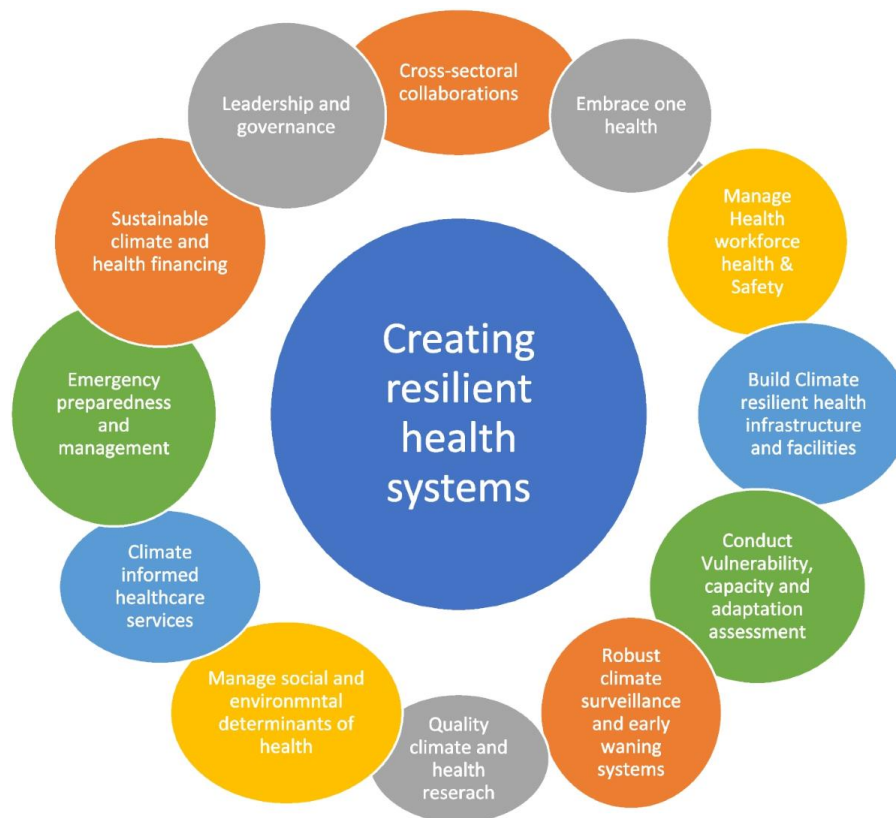 Cross-sectoral
collaborations
Embrace one
health
Manage
Health
workforce
health &
Safety
Build Climate
resilient health
infrastructure
and facilities
Conduct
Vulnerability,
capacity and
adaptation
assessment
Robust
climate
surveillance
and early
waning
systems
Quality
climate and
health
reserach
Manage social and
environmntal
determinants of
health
Climate
informed
healthcare
services
Emergency
preparedness
and
management
Sustainable
climate and
health financing
Leadership and
governance
Creating
resilient
health
systems